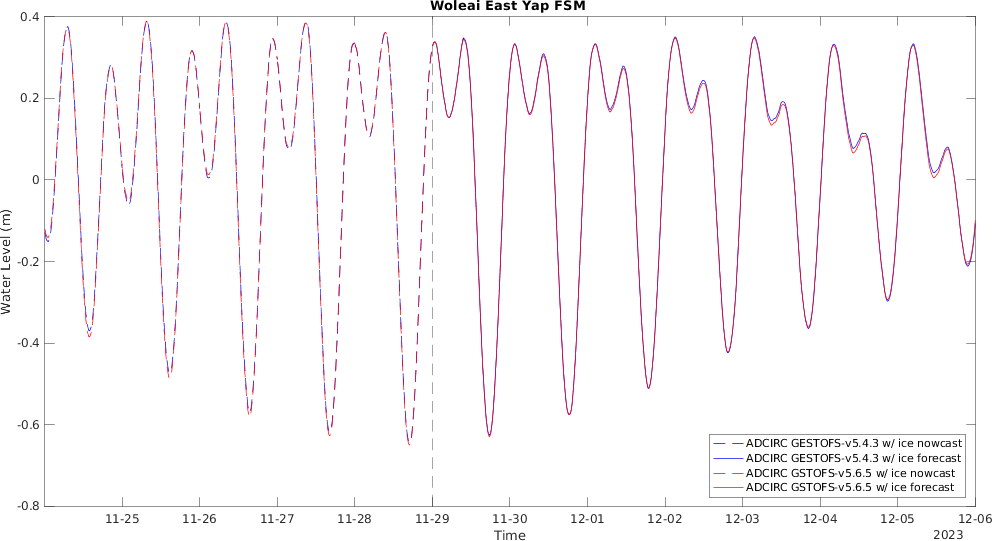 Woleai East Yap FSM
Water Level (m)
0.4
0.2
0
-0.2
-0.4
-0.6
-0.8
ADCIRC GESTOFS-v5.4.3 w/ ice nowcast
ADCIRC GESTOFS-v5.4.3 w/ ice forecast
ADCIRC GSTOFS-v5.6.5 w/ ice nowcast
ADCIRC GSTOFS-v5.6.5 w/ ice forecast
11-25 11-26 11-27 11-28 11-29 11-30 12-01 12-02 12-03 12-04 12-05 12-06
Time
2023